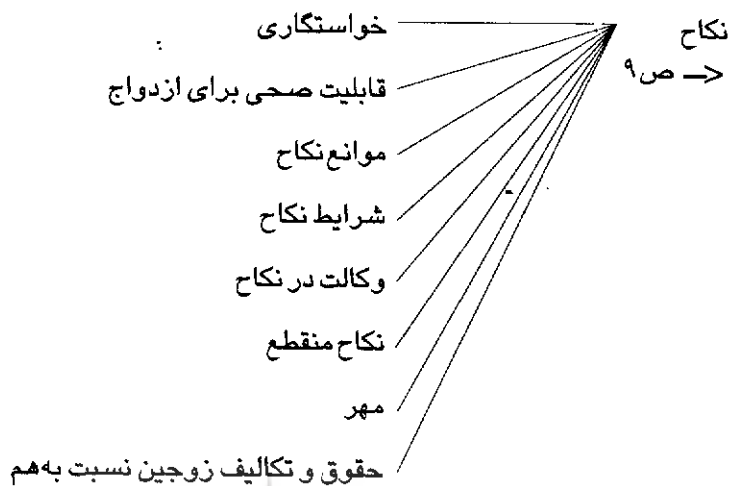 نکاح
<— ص۹
خواستگاری
قابلیت صحی برای ازدواج
موانع نکاح
شرایط نکاح
وکالت در نکاح
نکاح منقطع
مهر
حقوق و تکالیف زوجین نسبت به‌هم